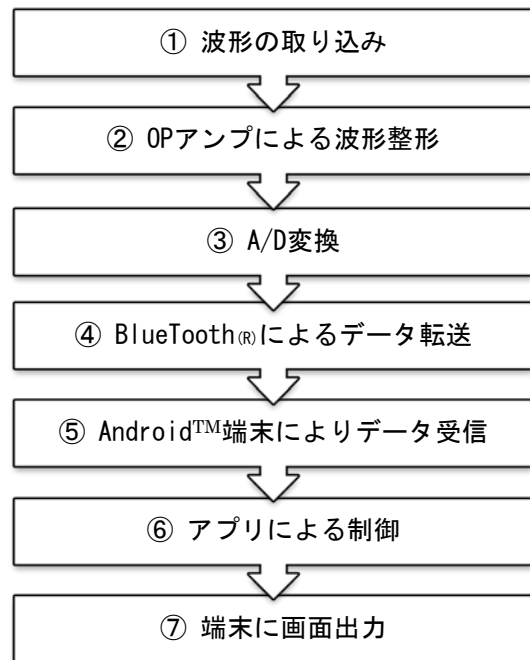 ① 波形の取り込み
② OPアンプによる波形整形
③ A/D変換
④ BlueTooth(R)によるデータ転送
⑤ Android™端末によりデータ受信
⑥ アプリによる制御
⑦ 端末に画面出力